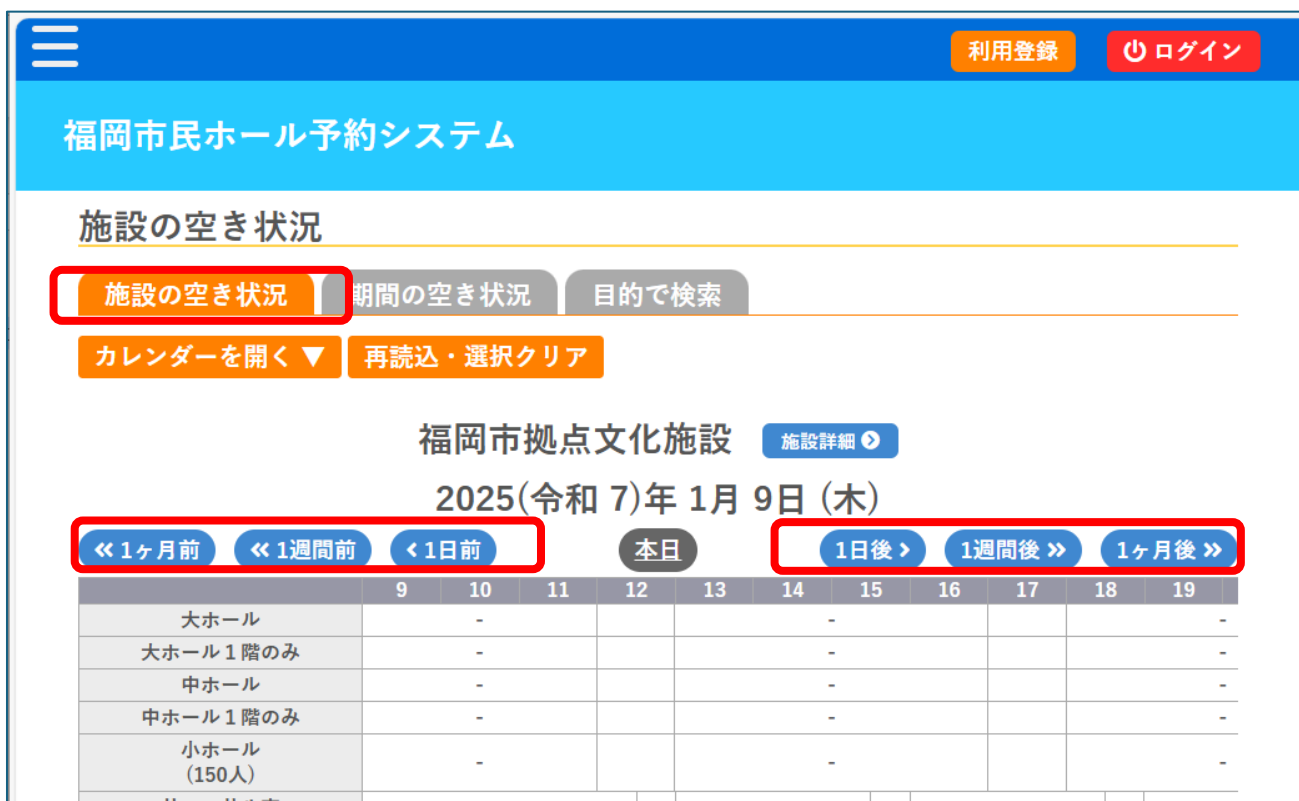 利用登録 ログイン
福岡市民ホール予約システム
施設の空き状況
施設の空き状況 期間の空き状況 目的で検索
カレンダーを開く ▼ 再読込・選択クリア
福岡市拠点文化施設 施設詳細
2025(令和 7)年 1月 9日 (木)
≪ 1ヶ月前 ≪ 1週間前 < 1日前 本日 1日後 > 1週間後 ≫ 1ヶ月後 ≫
9 10 11 12 13 14 15 16 17 18 19
大ホール - - -
大ホール１階のみ - - -
中ホール - - -
中ホール１階のみ - - -
小ホール
(150人) - - -